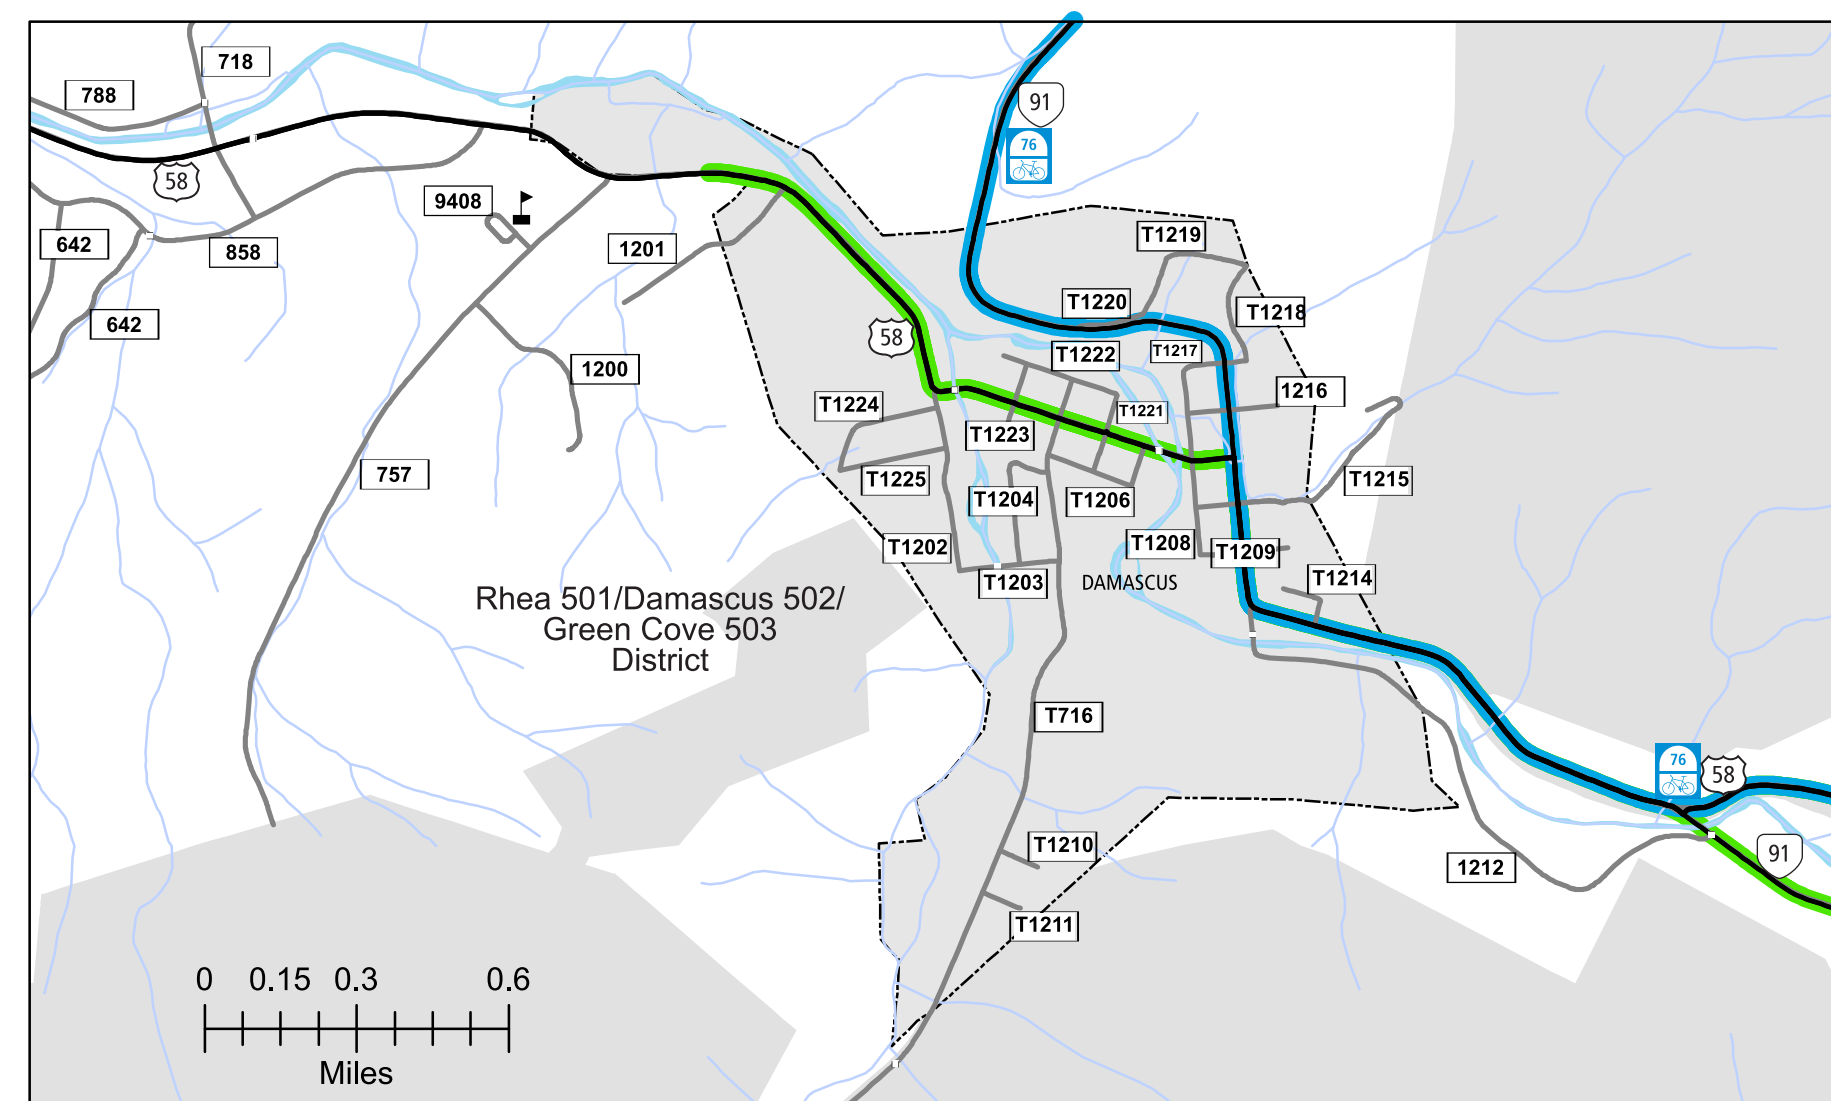 718
788
91
76
58
9408
642
858
1201
T1219
T1220
T1218
642
58
T1222
T1217
1200
1216
T1224
T1221
T1223
757
T1225
T1204
T1206
T1215
T1202
T1208
T1209
T1203
DAMASCUS
T1214
Rhea 501/Damascus 502/
Green Cove 503
District
T716
76
58
T1210
91
1212
T1211
0 0.15 0.3 0.6
Miles